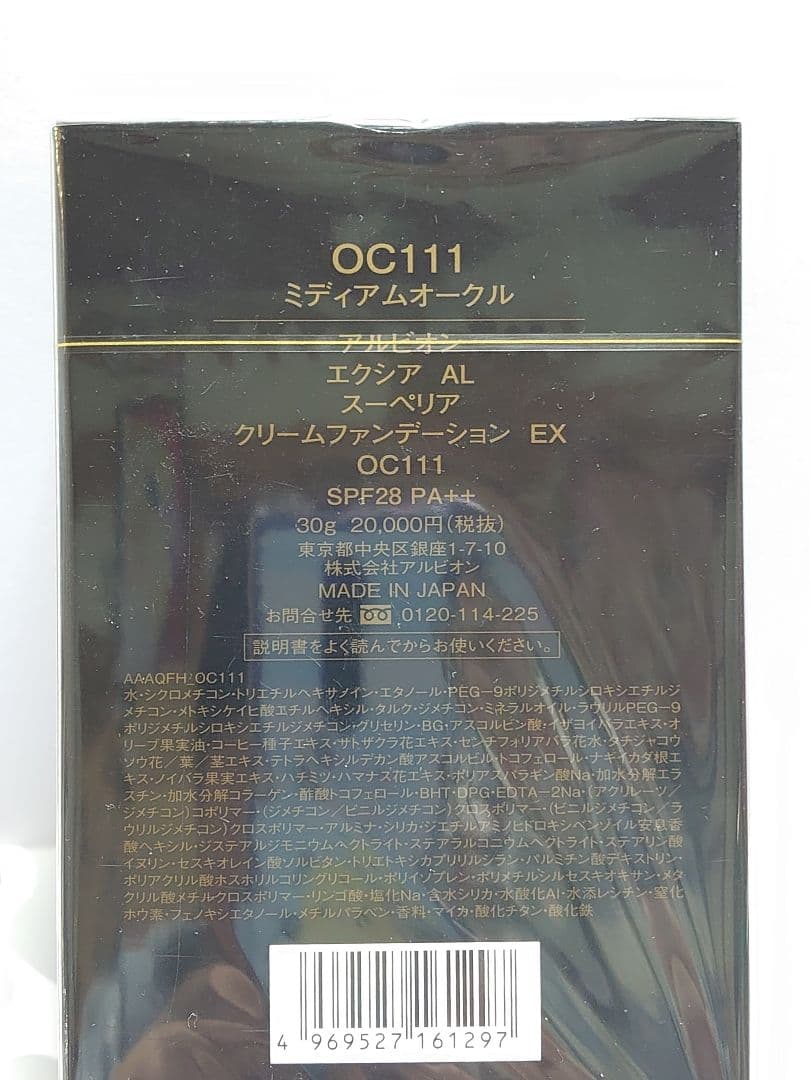 OC111
ミディアムオークル
アルビオン
エクシア AL
スーペリア
クリームファンデーション EX
OC111
SPF28 PA++
30g 20,000円(税抜)
東京都中央区銀座1-7-10
株式会社アルビオン
MADE IN JAPAN
お問合せ先 0120-114-225
説明書をよく読んでからお使いください。
AAAQFH OC111
水・シクロメチコン・トリエチルヘキサノイン・エタノール・PEG-9ポリジメチルシロキシエチルジ
メチコン・メトキシケイヒ酸エチルヘキシル・タルク・ジメチコン・ミネラルオイル・ラウリルPEG-9
ポリジメチルシロキシエチルジメチコン・グリセリン・BG・アスコルビン酸・イザヨイバラエキス・オ
リーブ果実油・コーヒー種子エキス・サトザクラ花エキス・センチフォリアバラ花水・タチジャコウ
ソウ花/葉/茎エキス・テトラヘキシルデカン酸アスコルビル・トコフェロール・ナギイカダ根エ
キス・ノイバラ果実エキス・ハチミツ・ハマナス花エキス・ポリアスパラギン酸Na・加水分解エラ
スチン・加水分解コラーゲン・酢酸トコフェロール・BHT・DPG・EDTA-2Na・(アクリレーツ/
ジメチコン)コポリマー・(ジメチコン/ビニルジメチコン)クロスポリマー・(ビニルジメチコン/ラ
ウリルジメチコン)クロスポリマー・アルミナ・シリカ・ジエチルアミノヒドロキシベンゾイル安息香
酸ヘキシル・ジステアルジモニウムヘクトライト・ステアラルコニウムヘクトライト・ステアリン酸
イヌリン・セスキオレイン酸ソルビタン・トリエトキシカプリリルシラン・パルミチン酸デキストリン・
ポリアクリル酸ホスホリルコリングリコール・ポリイソプレン・ポリメチルシルセスキオキサン・メタ
クリル酸メチルクロスポリマー・リンゴ酸・塩化Na・含水シリカ・水酸化Al・水添レシチン・窒化
ホウ素・フェノキシエタノール・メチルパラベン・香料・マイカ・酸化チタン・酸化鉄
4 969527 161297